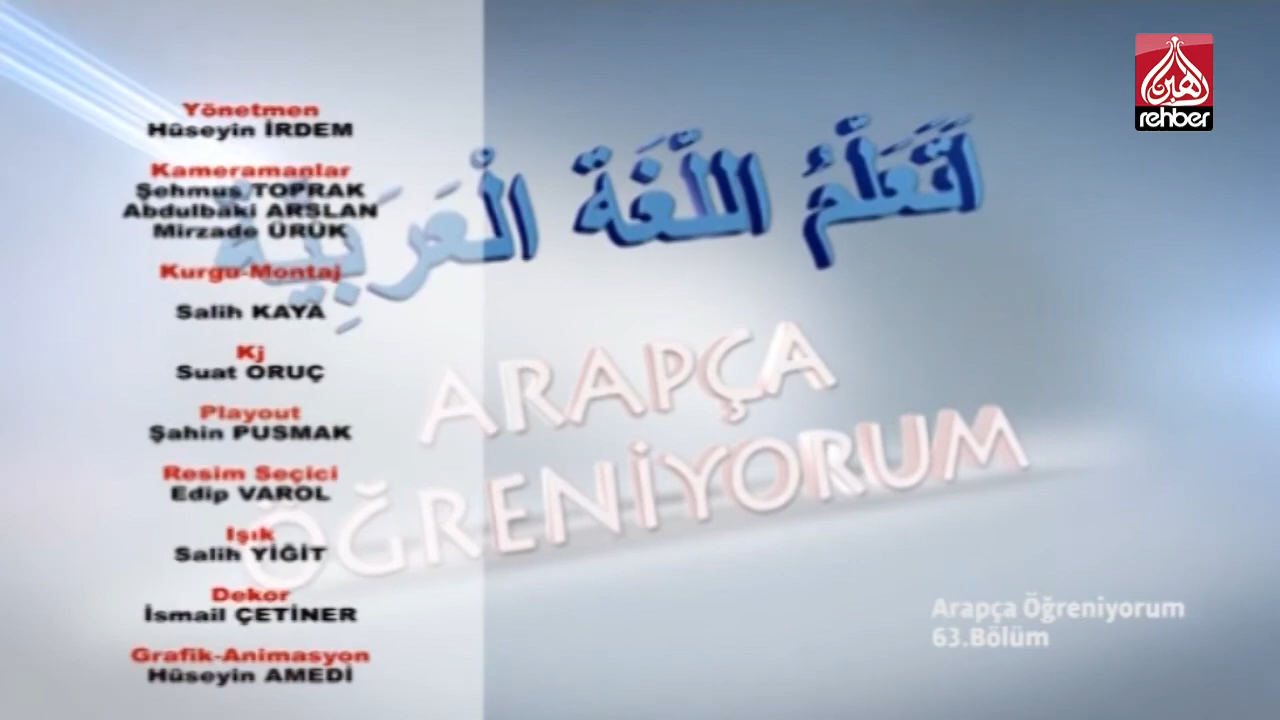 Yönetmen
Hüseyin İRDEM
Kameramanlar
Şehmus TOPRAK
Abdulbaki ARSLAN
Mirzade ÜRÜK
Kurgu-Montaj
Salih KAYA
Kj
Suat ORUÇ
Playout
Şahin PUSMAK
Resim Seçici
Edip VAROL
Işık
Salih YİĞİT
Dekor
İsmail ÇETİNER
Grafik-Animasyon
Hüseyin AMEDİ
تَعَلَّمُ اللُّغَةَ الْعَرَبِيَّةَ
ARAPÇA
ÖĞRENİYORUM
رهبر
rehber
Arapça Öğreniyorum
63.Bölüm